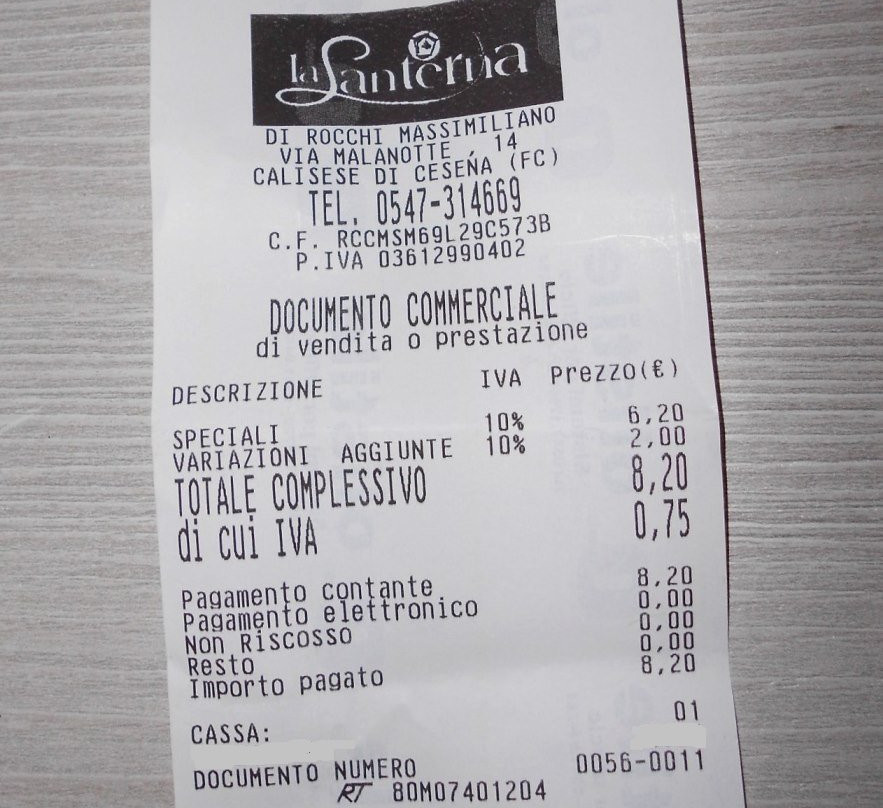 la Lanterna
DI ROCCHI MASSIMILIANO
VIA MALANOTTE , 14
CALISESE DI CESENA (FC)
TEL. 0547-314669
C.F. RCCMSM69L29C573B
P.IVA 03612990402
DOCUMENTO COMMERCIALE
di vendita o prestazione
DESCRIZIONE IVA Prezzo(€)
SPECIALI 10% 6,20
VARIAZIONI AGGIUNTE 10% 2,00
TOTALE COMPLESSIVO 8,20
di cui IVA 0,75
Pagamento contante 8,20
Pagamento elettronico 0,00
Non Riscosso 0,00
Resto 0,00
Importo pagato 8,20
CASSA: 01
DOCUMENTO NUMERO 0056-0011
RT 80M07401204